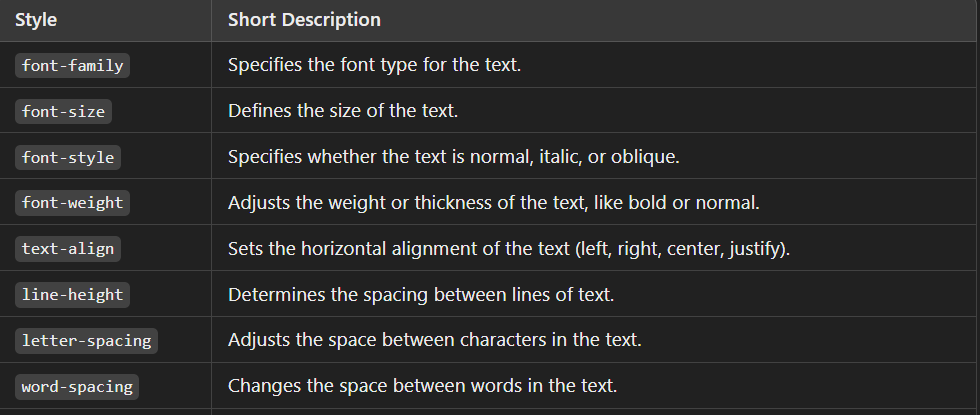 Style Short Description
font-family Specifies the font type for the text.
font-size Defines the size of the text.
font-style Specifies whether the text is normal, italic, or oblique.
font-weight Adjusts the weight or thickness of the text, like bold or normal.
text-align Sets the horizontal alignment of the text (left, right, center, justify).
line-height Determines the spacing between lines of text.
letter-spacing Adjusts the space between characters in the text.
word-spacing Changes the space between words in the text.